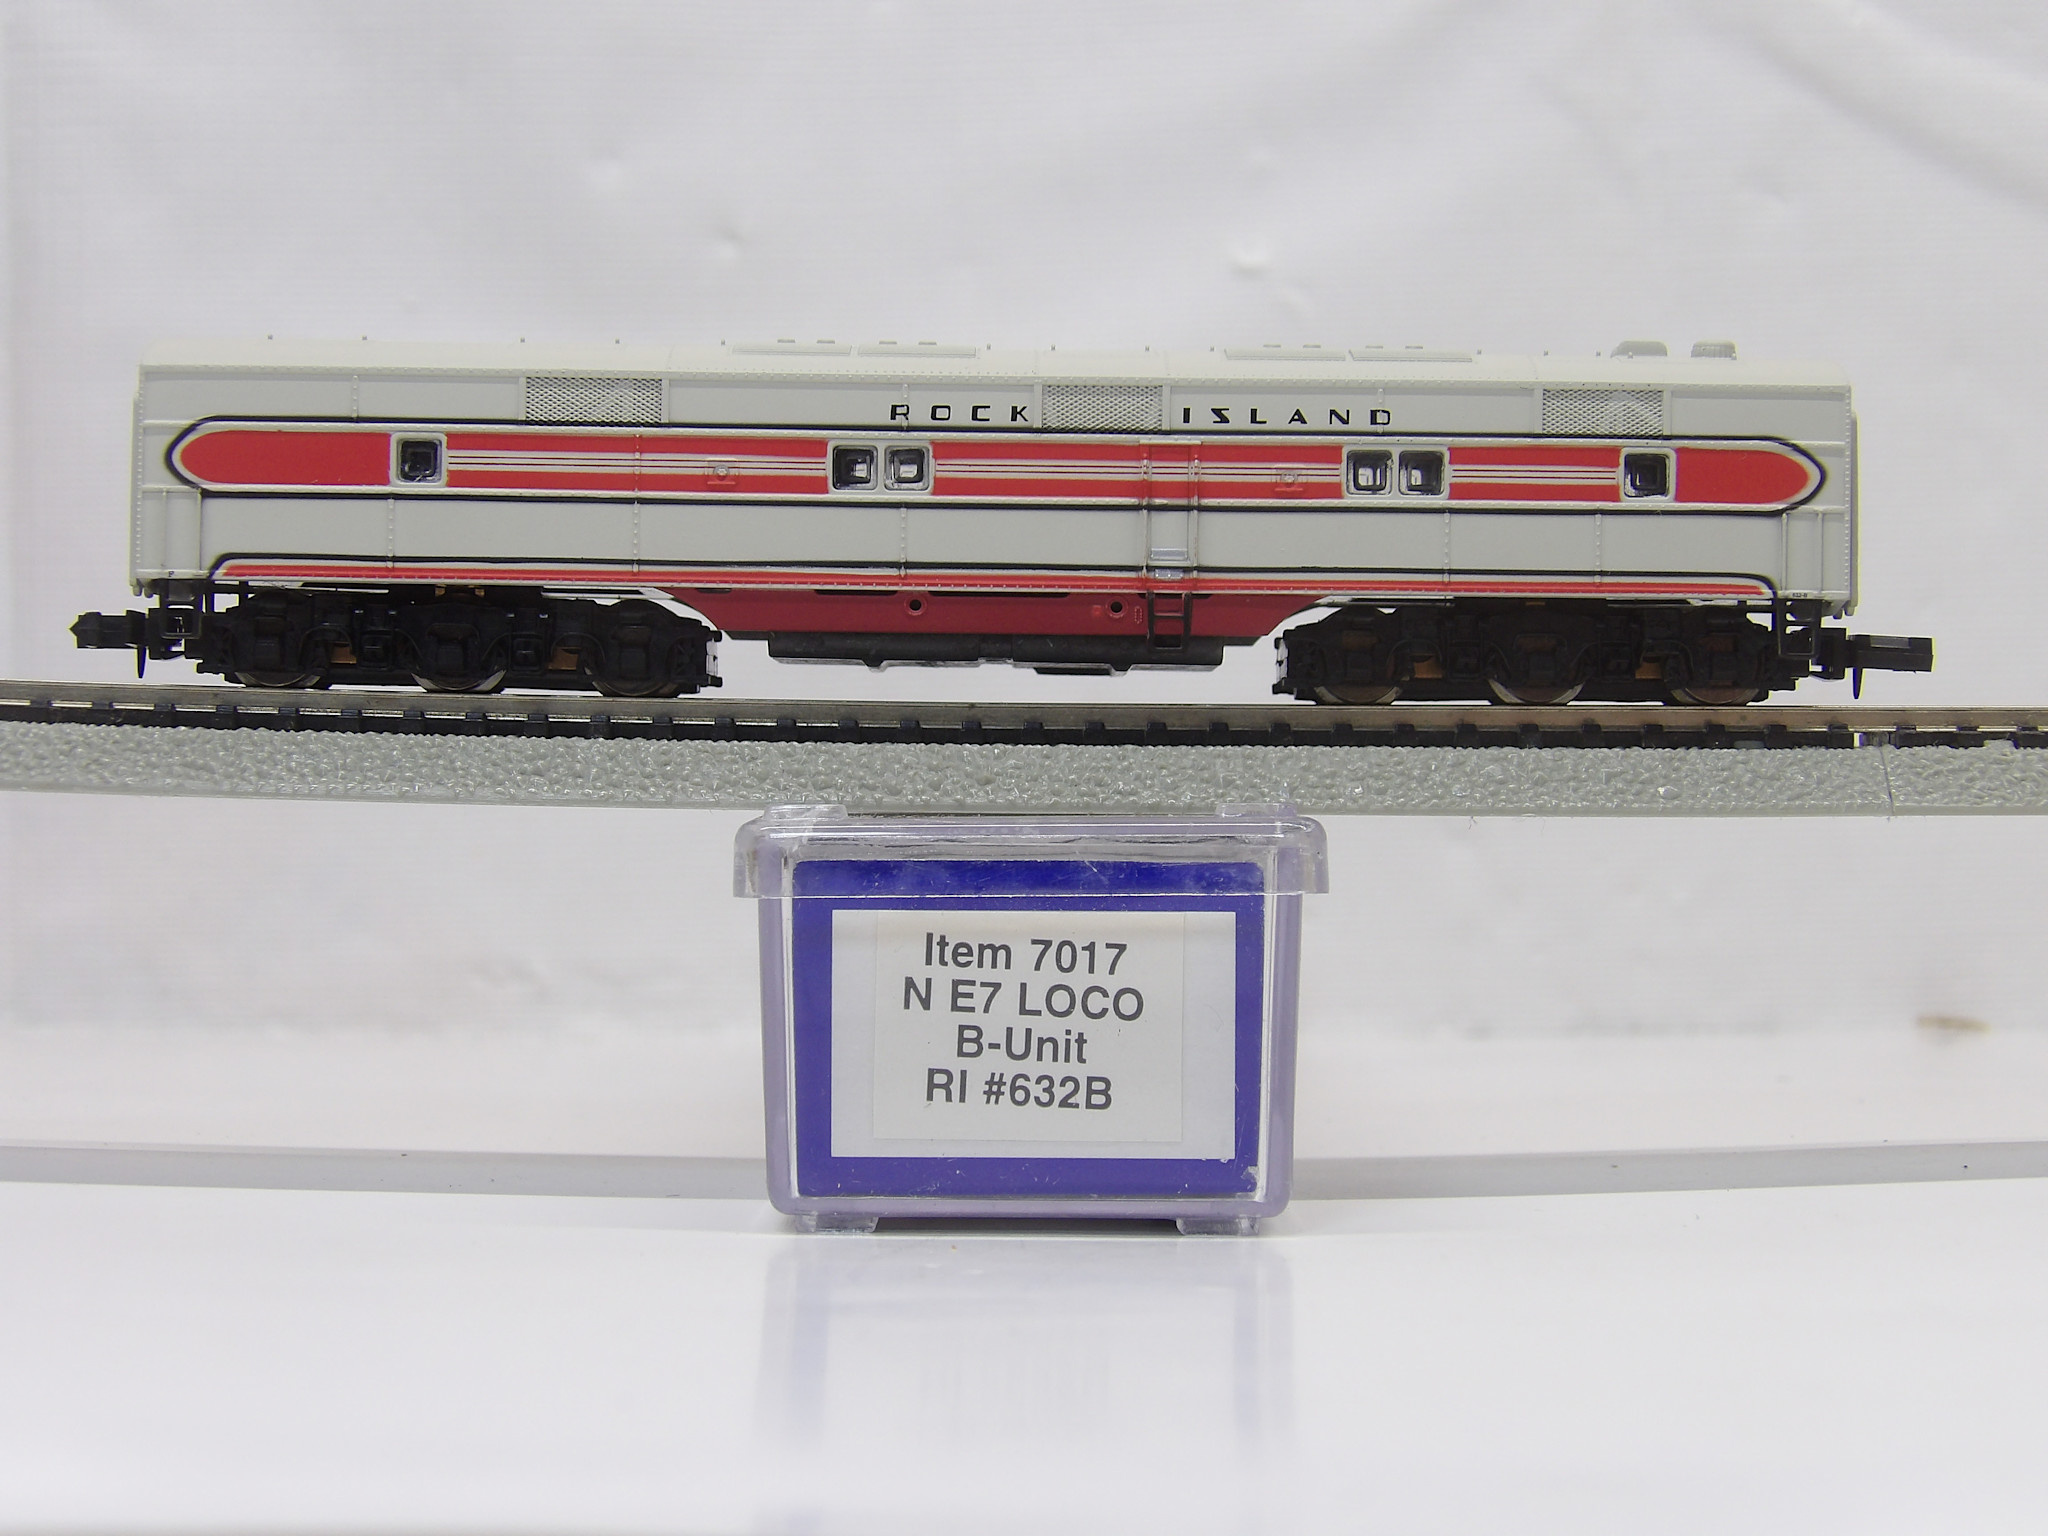 ROCK ISLAND
Item 7017
N E7 LOCO
B-Unit
RI #632B